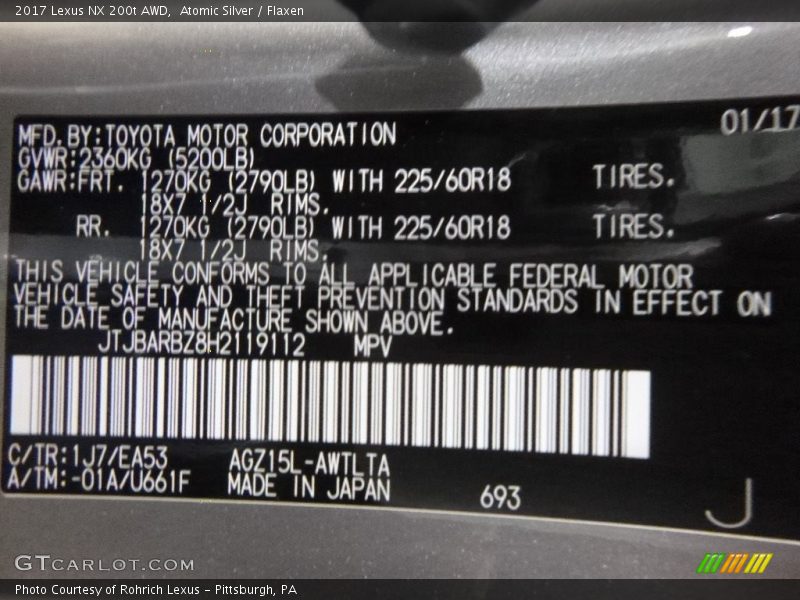 2017 Lexus NX 200t AWD,  Atomic Silver / Flaxen
01/17
MFD.BY:TOYOTA MOTOR CORPORATION
GVWR:2360KG (5200LB)
GAWR:FRT. 1270KG (2790LB) WITH 225/60R18 TIRES.
18X7 1/2J RIMS.
RR. 1270KG (2790LB) WITH 225/60R18 TIRES.
18X7 1/2J RIMS.
THIS VEHICLE CONFORMS TO ALL APPLICABLE FEDERAL MOTOR
VEHICLE SAFETY AND THEFT PREVENTION STANDARDS IN EFFECT ON
THE DATE OF MANUFACTURE SHOWN ABOVE.
JTJBARBZ8H2119112 MPV
C/TR:1J7/EA53 AGZ15L-AWTLTA
A/TM:-01A/U661F MADE IN JAPAN 693
J
GTCARLOT.COM
Photo Courtesy of Rohrich Lexus – Pittsburgh, PA